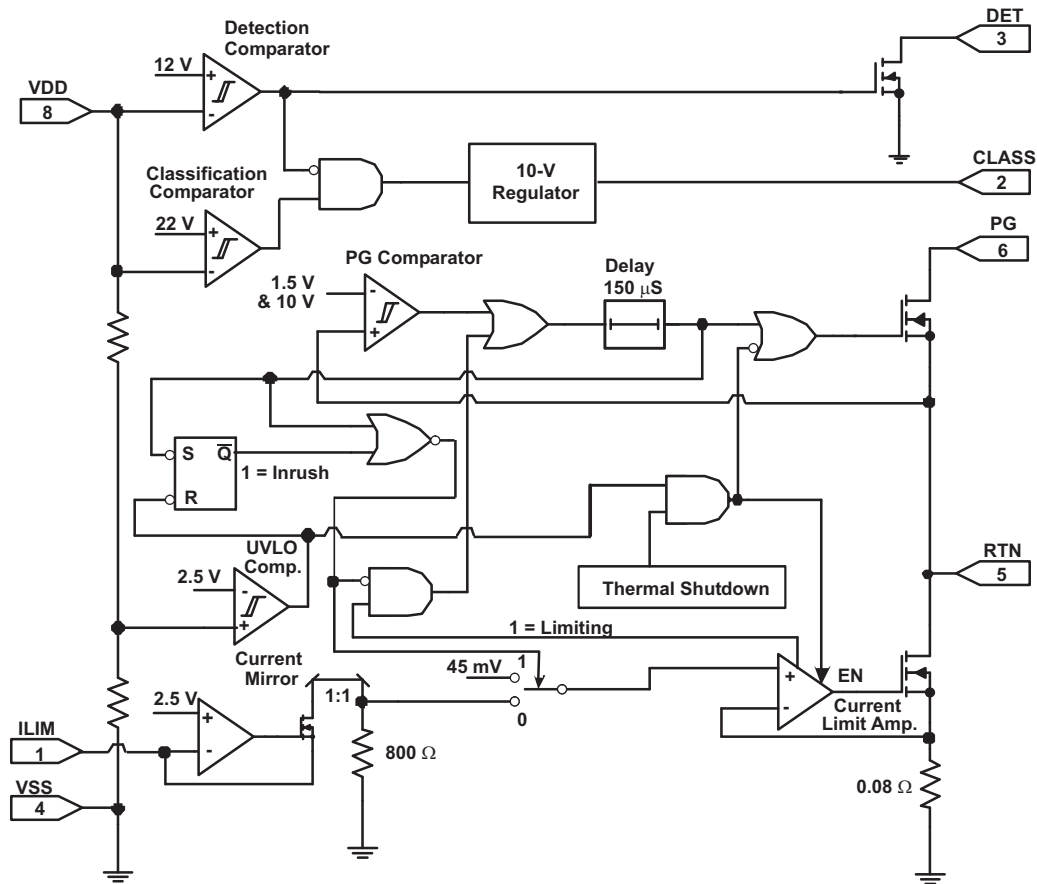 Detection
Comparator
DET
3
12 V
+
-
VDD
8
Classification
Comparator
10-V
Regulator
CLASS
2
22 V
+
-
PG
6
PG Comparator
1.5 V
& 10 V
-
+
Delay
150 μS
S
Q̅
R
1 = Inrush
UVLO
Comp.
2.5 V
-
+
Thermal Shutdown
RTN
5
1 = Limiting
Current
Mirror
45 mV
1
0
1:1
+
-
EN
Current
Limit Amp.
2.5 V
+
-
ILIM
1
800 Ω
0.08 Ω
VSS
4